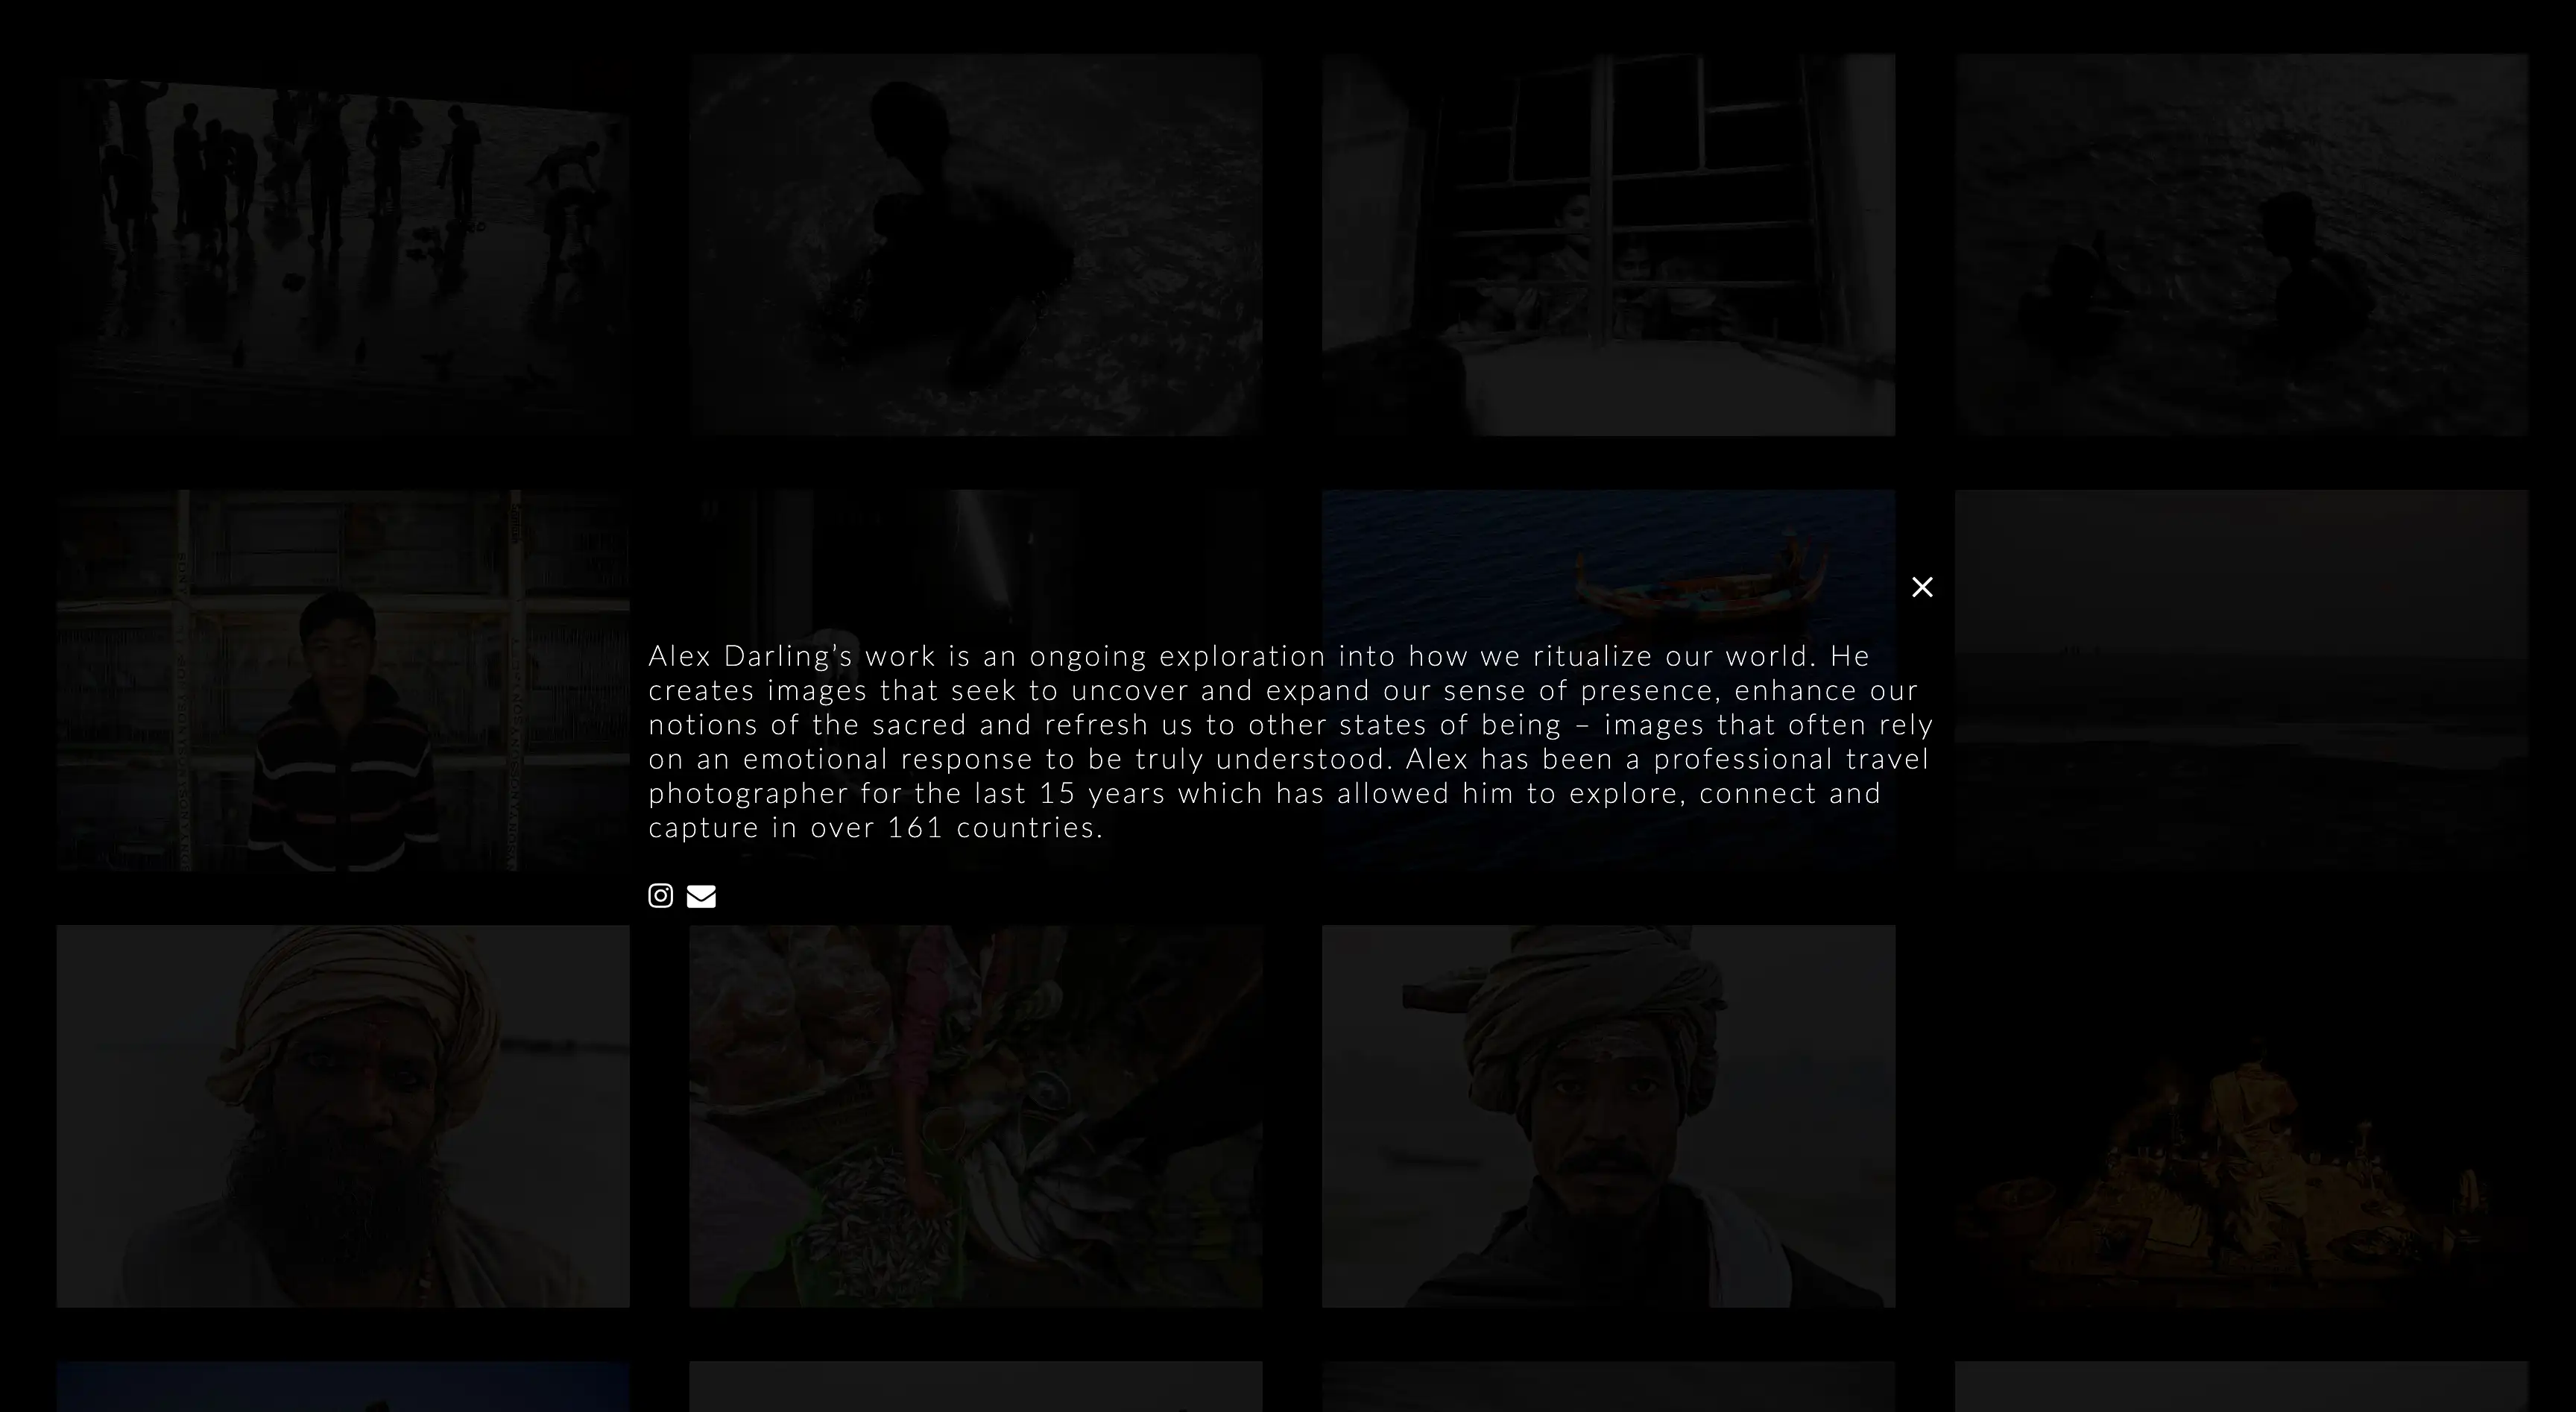 Alex Darling’s work is an ongoing exploration into how we ritualize our world. He
creates images that seek to uncover and expand our sense of presence, enhance our
notions of the sacred and refresh us to other states of being – images that often rely
on an emotional response to be truly understood. Alex has been a professional travel
photographer for the last 15 years which has allowed him to explore, connect and
capture in over 161 countries.